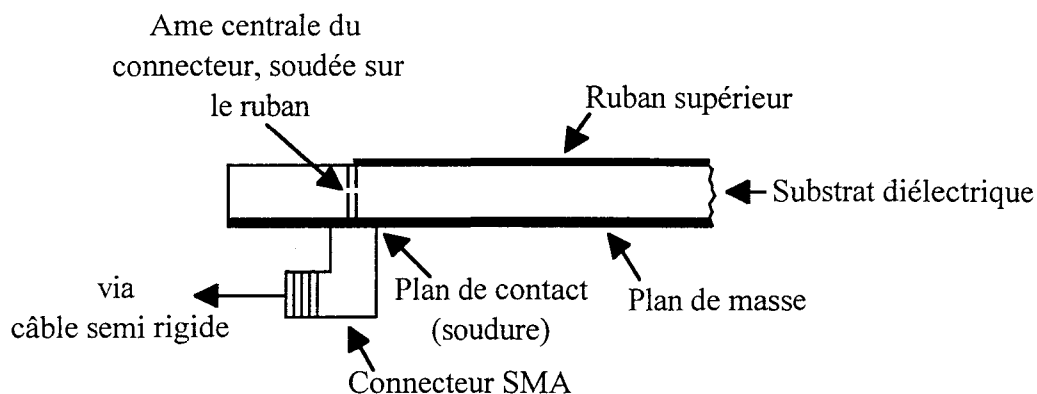 Ame centrale du
connecteur, soudée sur
le ruban
Ruban supérieur
Substrat diélectrique
via
câble semi rigide
Plan de contact
(soudure)
Plan de masse
Connecteur SMA